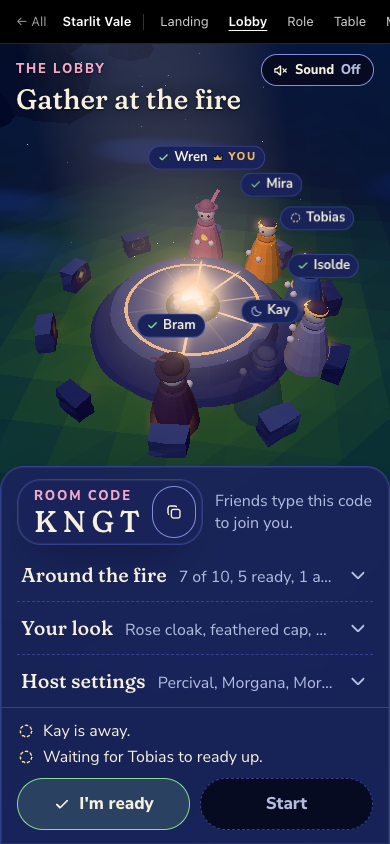 ← All Starlit Vale Landing Lobby Role Table
THE LOBBY
Gather at the fire
Sound Off
Wren YOU
Mira
Tobias
Isolde
Kay
Bram
ROOM CODE
KNGT
Friends type this code
to join you.
Around the fire 7 of 10, 5 ready, 1 a...
Your look Rose cloak, feathered cap, ...
Host settings Percival, Morgana, Mor...
Kay is away.
Waiting for Tobias to ready up.
I'm ready
Start